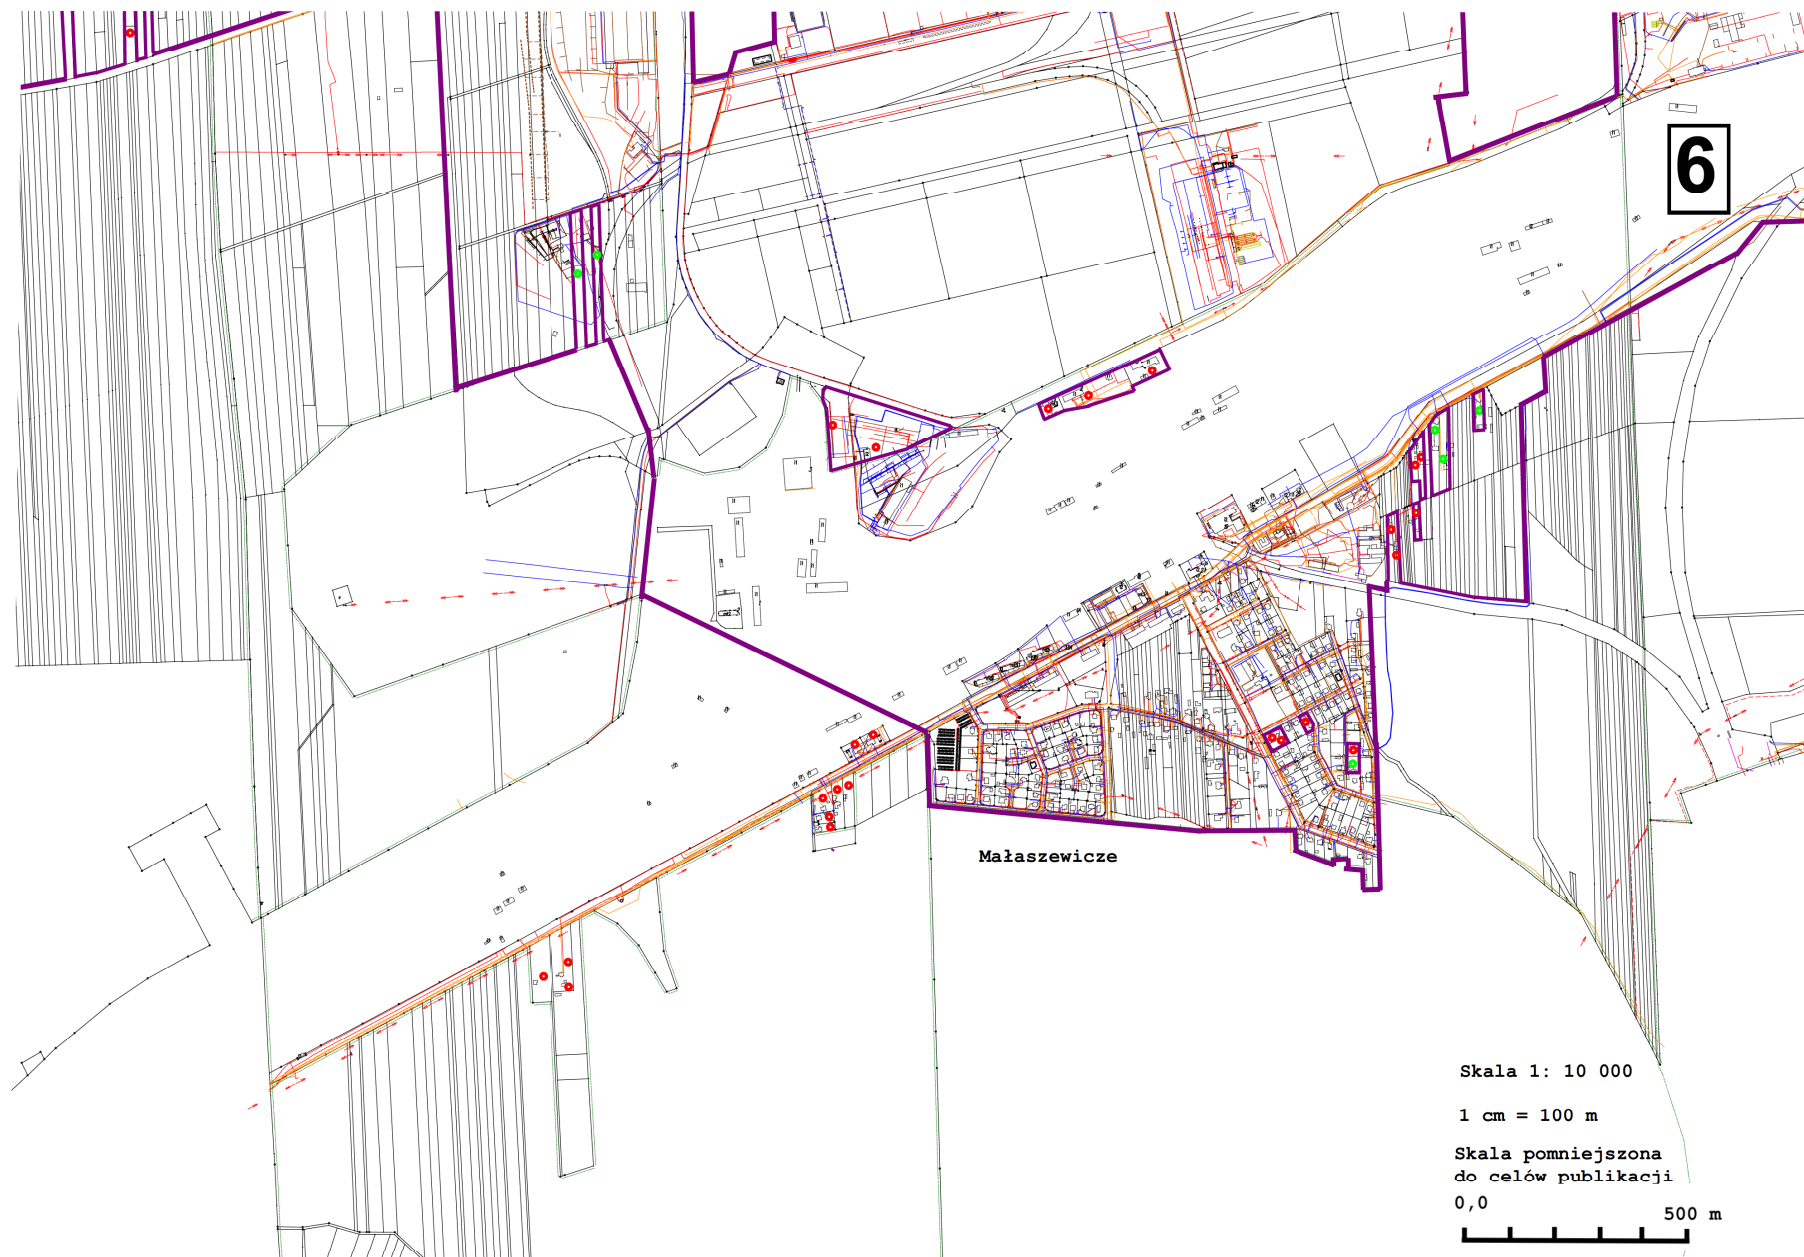 6
Małaszewicze
Skala 1: 10 000
1 cm = 100 m
Skala pomniejszona
do celów publikacji
0,0
500 m